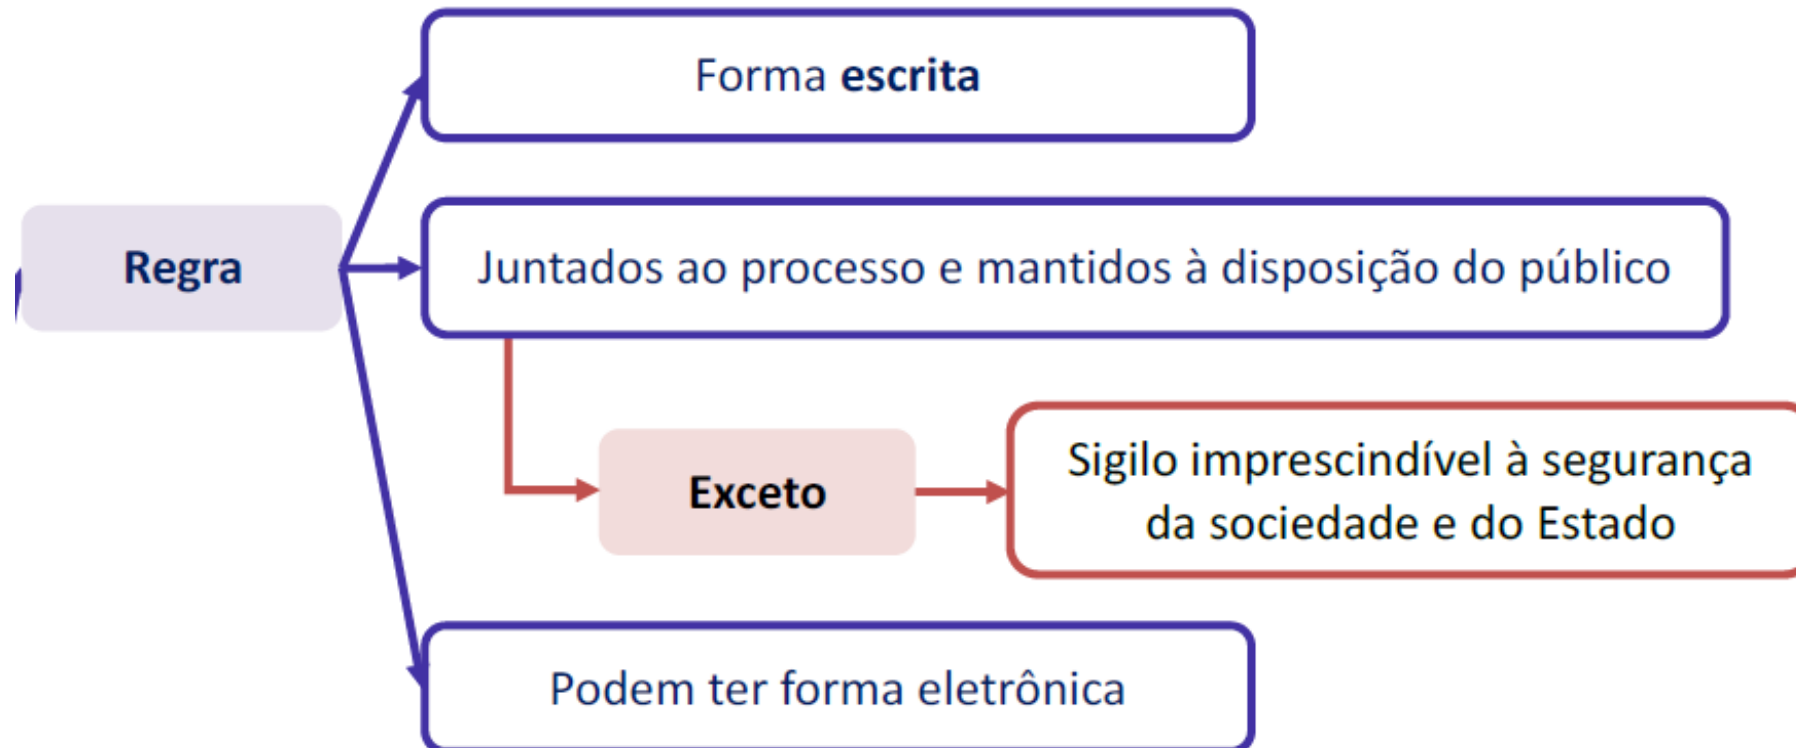 Forma escrita
Regra
Juntados ao processo e mantidos à disposição do público
Exceto
Sigilo imprescindível à segurança
da sociedade e do Estado
Podem ter forma eletrônica